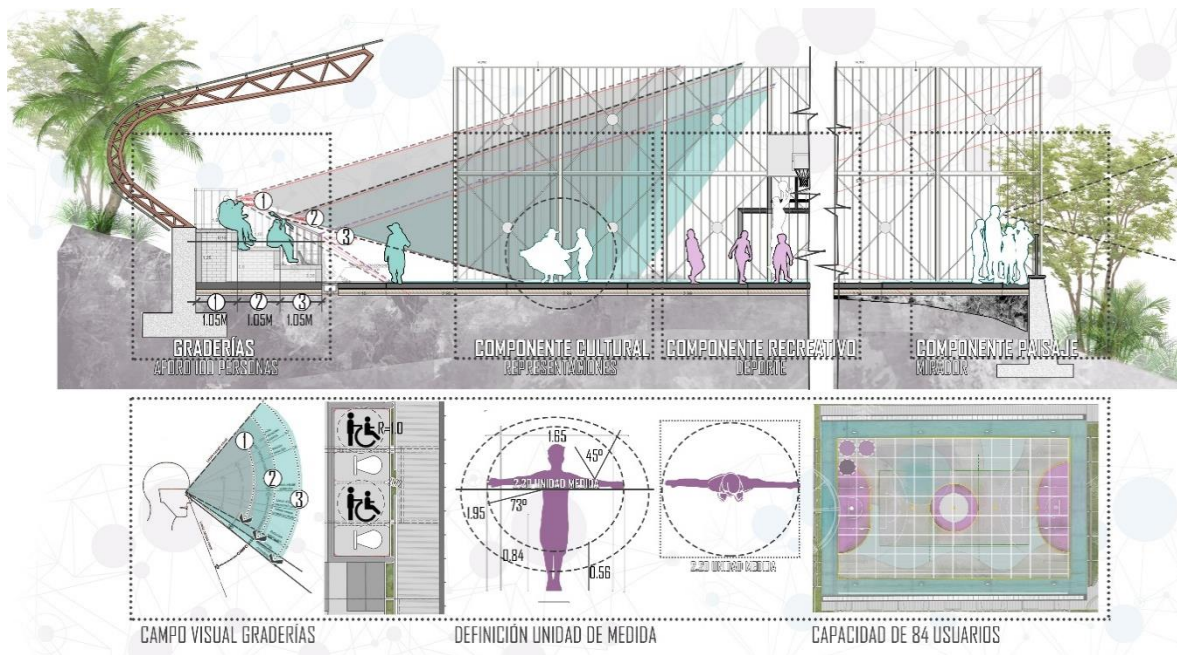 1
2
3
1
2
3
1.05M
1.05M
1.05M
GRADERÍAS
AFORO 100 PERSONAS
COMPONENTE CULTURAL
REPRESENTACIONES
COMPONENTE RECREATIVO
DEPORTE
COMPONENTE PAISAJE
MIRADOR
1
2
3
R=1.0
1.65
45º
2.20 UNIDAD MEDIDA
1.95
73º
0.84
0.56
2.20 UNIDAD MEDIDA
CAMPO VISUAL GRADERÍAS
DEFINICIÓN UNIDAD DE MEDIDA
CAPACIDAD DE 84 USUARIOS